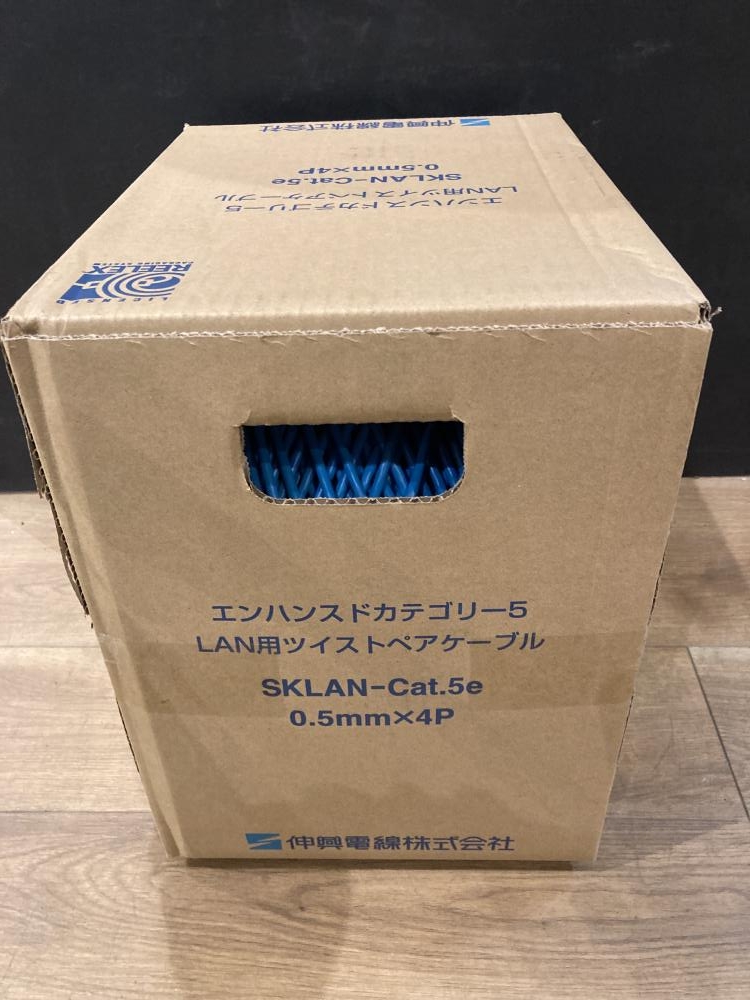 伸興電線株式会社
0.5mm×4P
SKLAN-Cat.5e
LAN用ツイストペアケーブル
エンハンスドカテゴリー5
REELEX
PACKAGING SYSTEM
LICENSED
エンハンスドカテゴリー5
LAN用ツイストペアケーブル
SKLAN-Cat.5e
0.5mm×4P
伸興電線株式会社